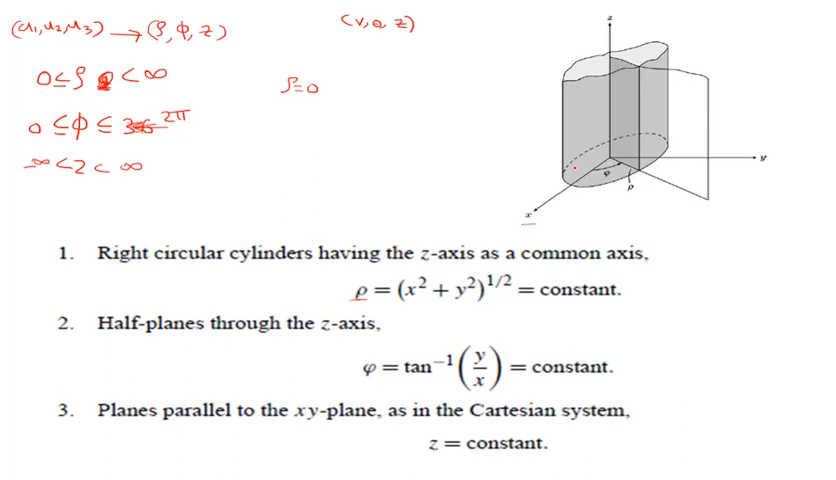 (u1, u2, u3) → (ρ, φ, z)
(r, θ, z)
0 ≤ ρ < ∞
ρ=0
0 ≤ φ ≤ 2π
-∞ < z < ∞
z
y
φ
ρ
x
1. Right circular cylinders having the z-axis as a common axis,
ρ = (x² + y²)^{1/2} = constant.
2. Half-planes through the z-axis,
φ = tan⁻¹(y/x) = constant.
3. Planes parallel to the xy-plane, as in the Cartesian system,
z = constant.